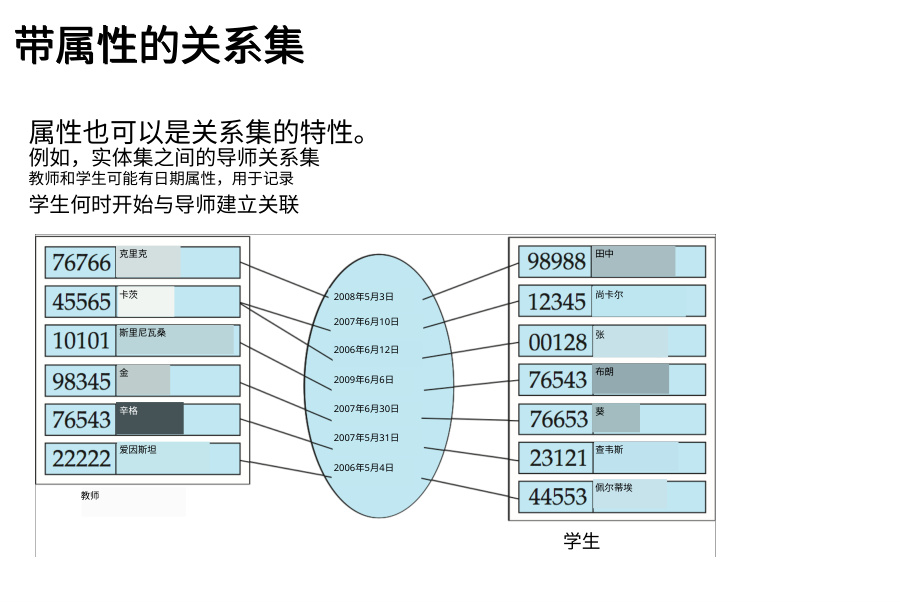 带属性的关系集
属性也可以是关系集的特性。
例如，实体集之间的导师关系集
教师和学生可能有日期属性，用于记录
学生何时开始与导师建立关联
76766 克里克
45565 卡茨
10101 斯里尼瓦桑
98345 金
76543 辛格
22222 爱因斯坦
教师
2008年5月3日
2007年6月10日
2006年6月12日
2009年6月6日
2007年6月30日
2007年5月31日
2006年5月4日
98988 田中
12345 尚卡尔
00128 张
76543 布朗
76653 葵
23121 查韦斯
44553 佩尔蒂埃
学生